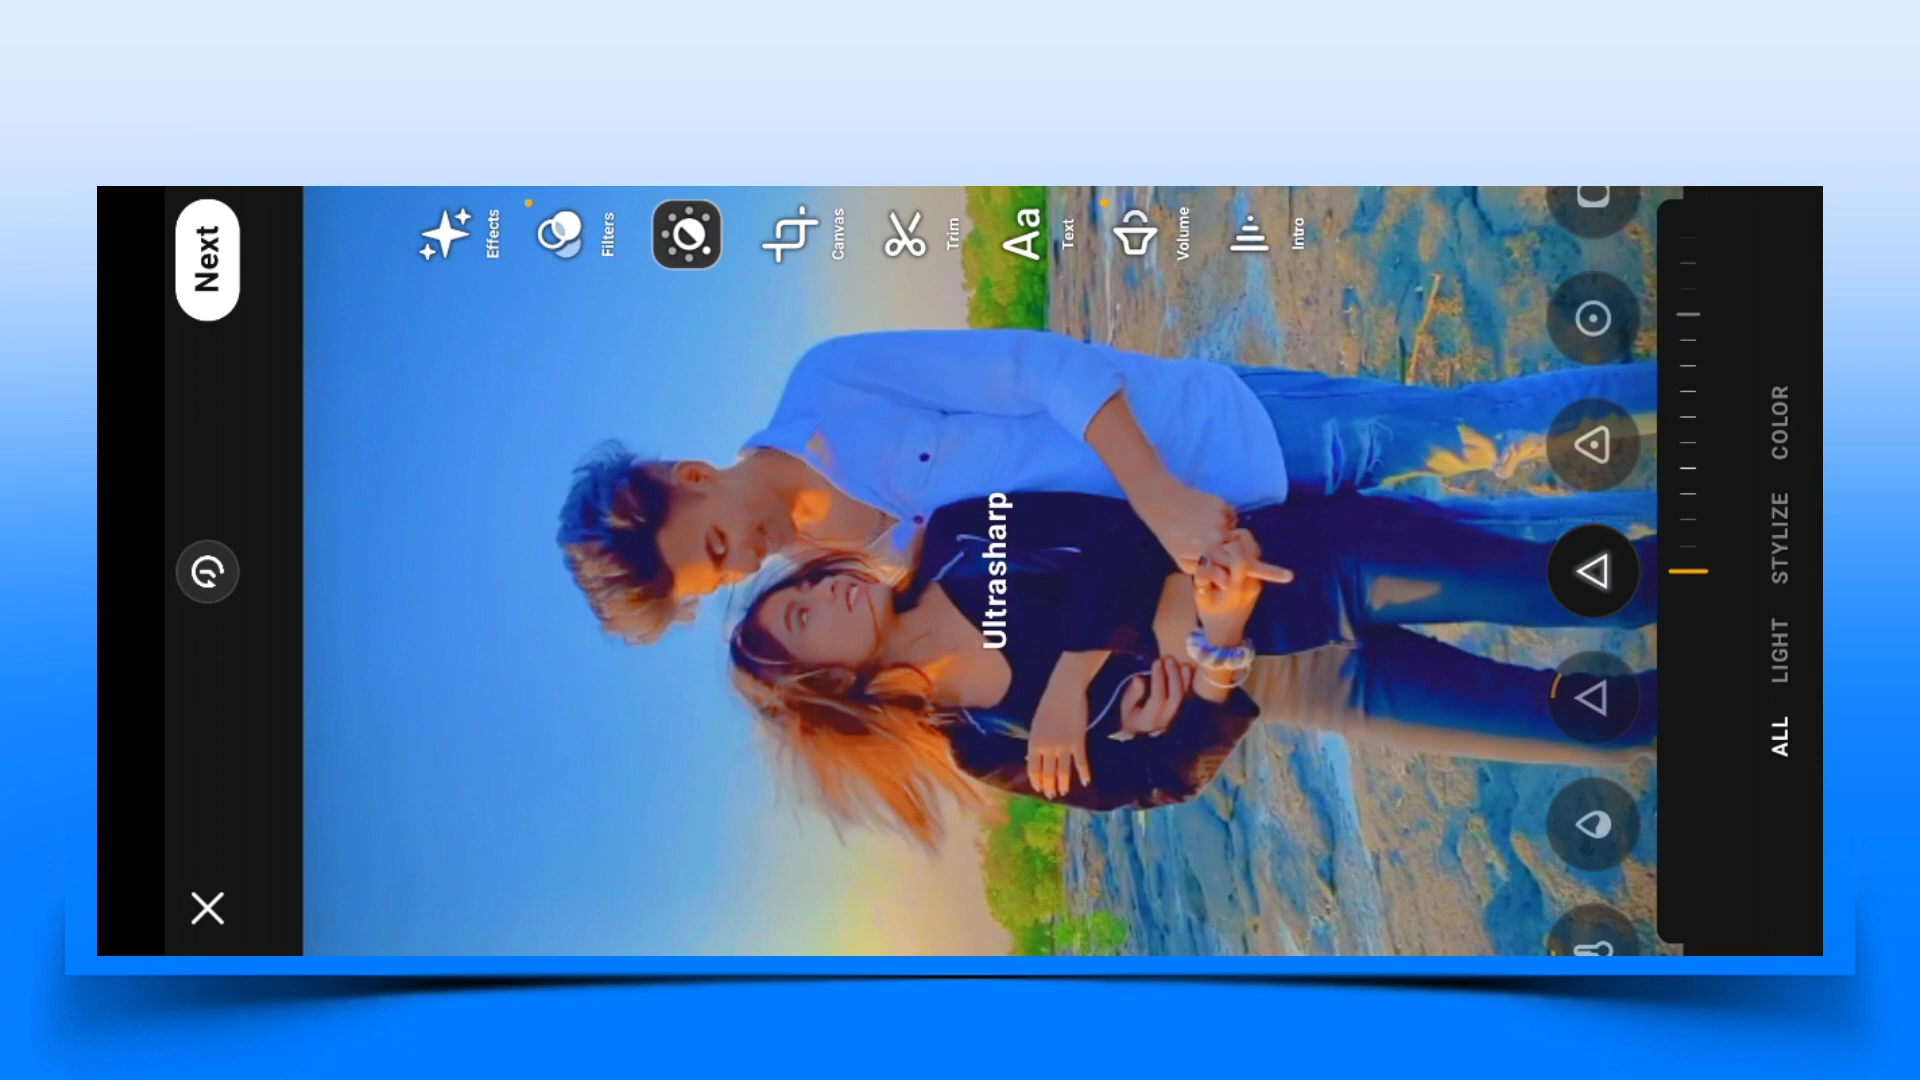 Next
Effects
Filters
Canvas
Trim
Aa
Text
Volume
Intro
Ultrasharp
ALL LIGHT STYLIZE COLOR